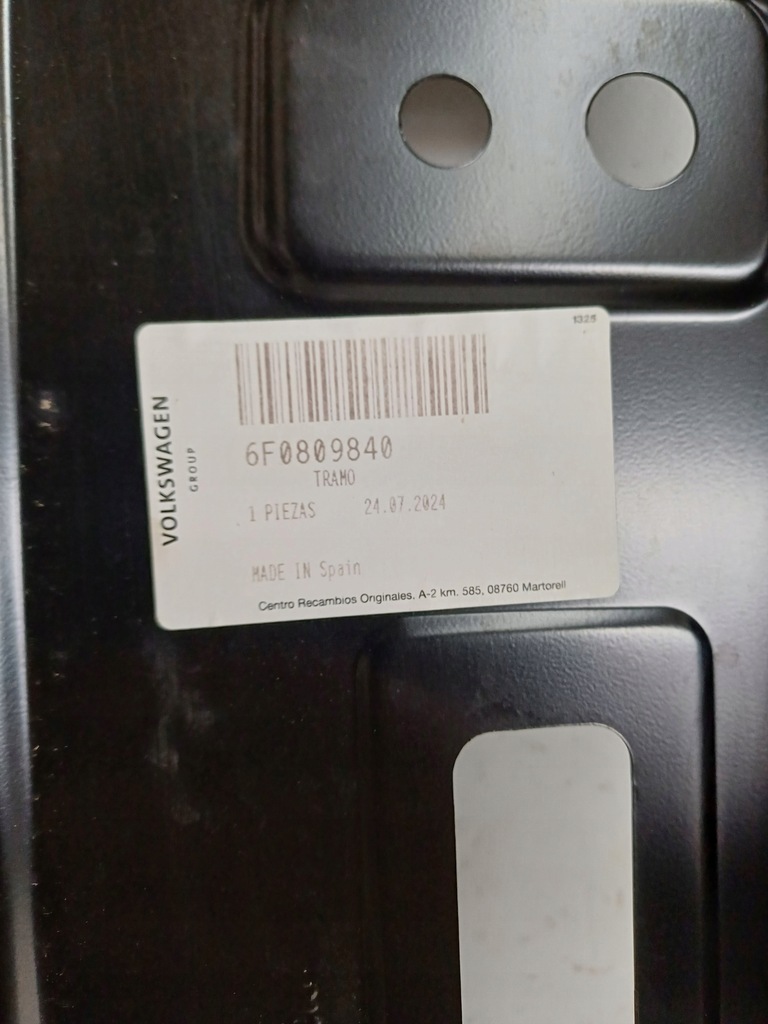 1325
VOLKSWAGEN
GROUP
6F0809840
TRAMO
1 PIEZAS 24.07.2024
MADE IN Spain
Centro Recambios Originales. A-2 km. 585, 08760 Martorell